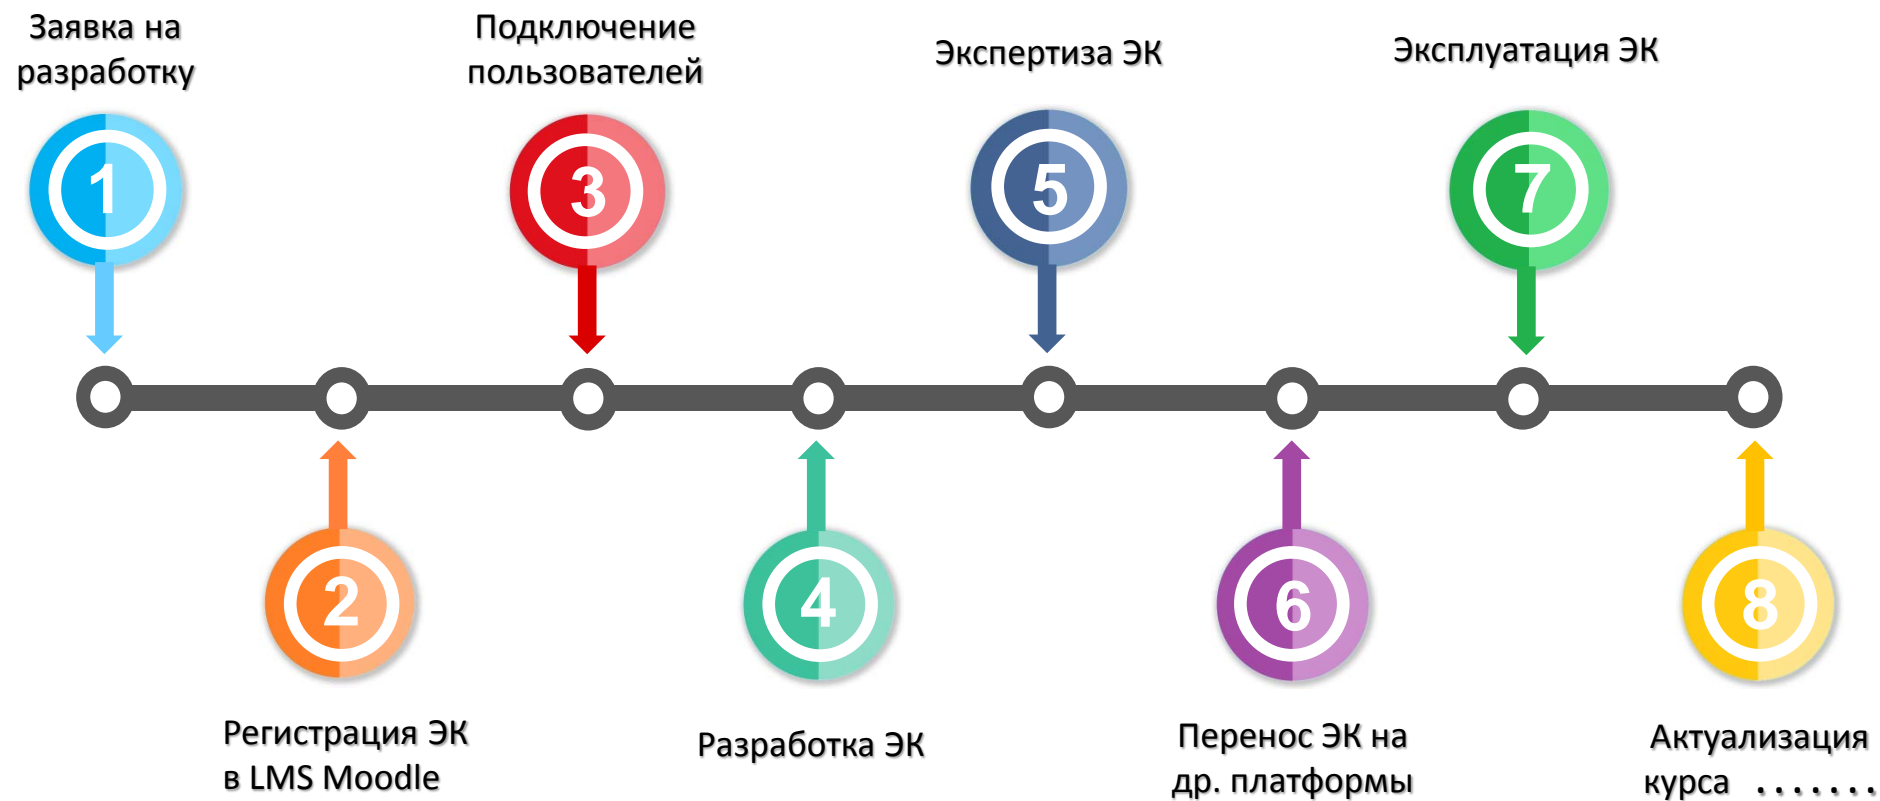 Заявка на
разработку
1
Регистрация ЭК
в LMS Moodle
2
Подключение
пользователей
3
Разработка ЭК
4
Экспертиза ЭК
5
Перенос ЭК на
др. платформы
6
Эксплуатация ЭК
7
Актуализация
курса .......
8